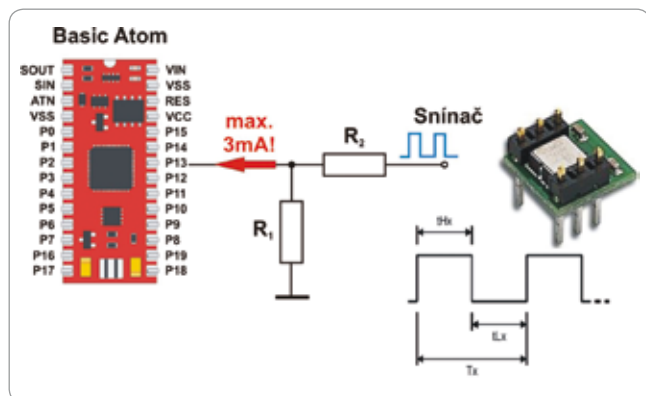 Basic Atom
SOUT
SIN
ATN
VSS
P0
P1
P2
P3
P4
P5
P6
P7
P16
P17
VIN
VSS
RES
VCC
P15
P14
P13
P12
P11
P10
P9
P8
P19
P18
max.
3mA!
R2
R1
Snínač
tHx
tLx
Tx